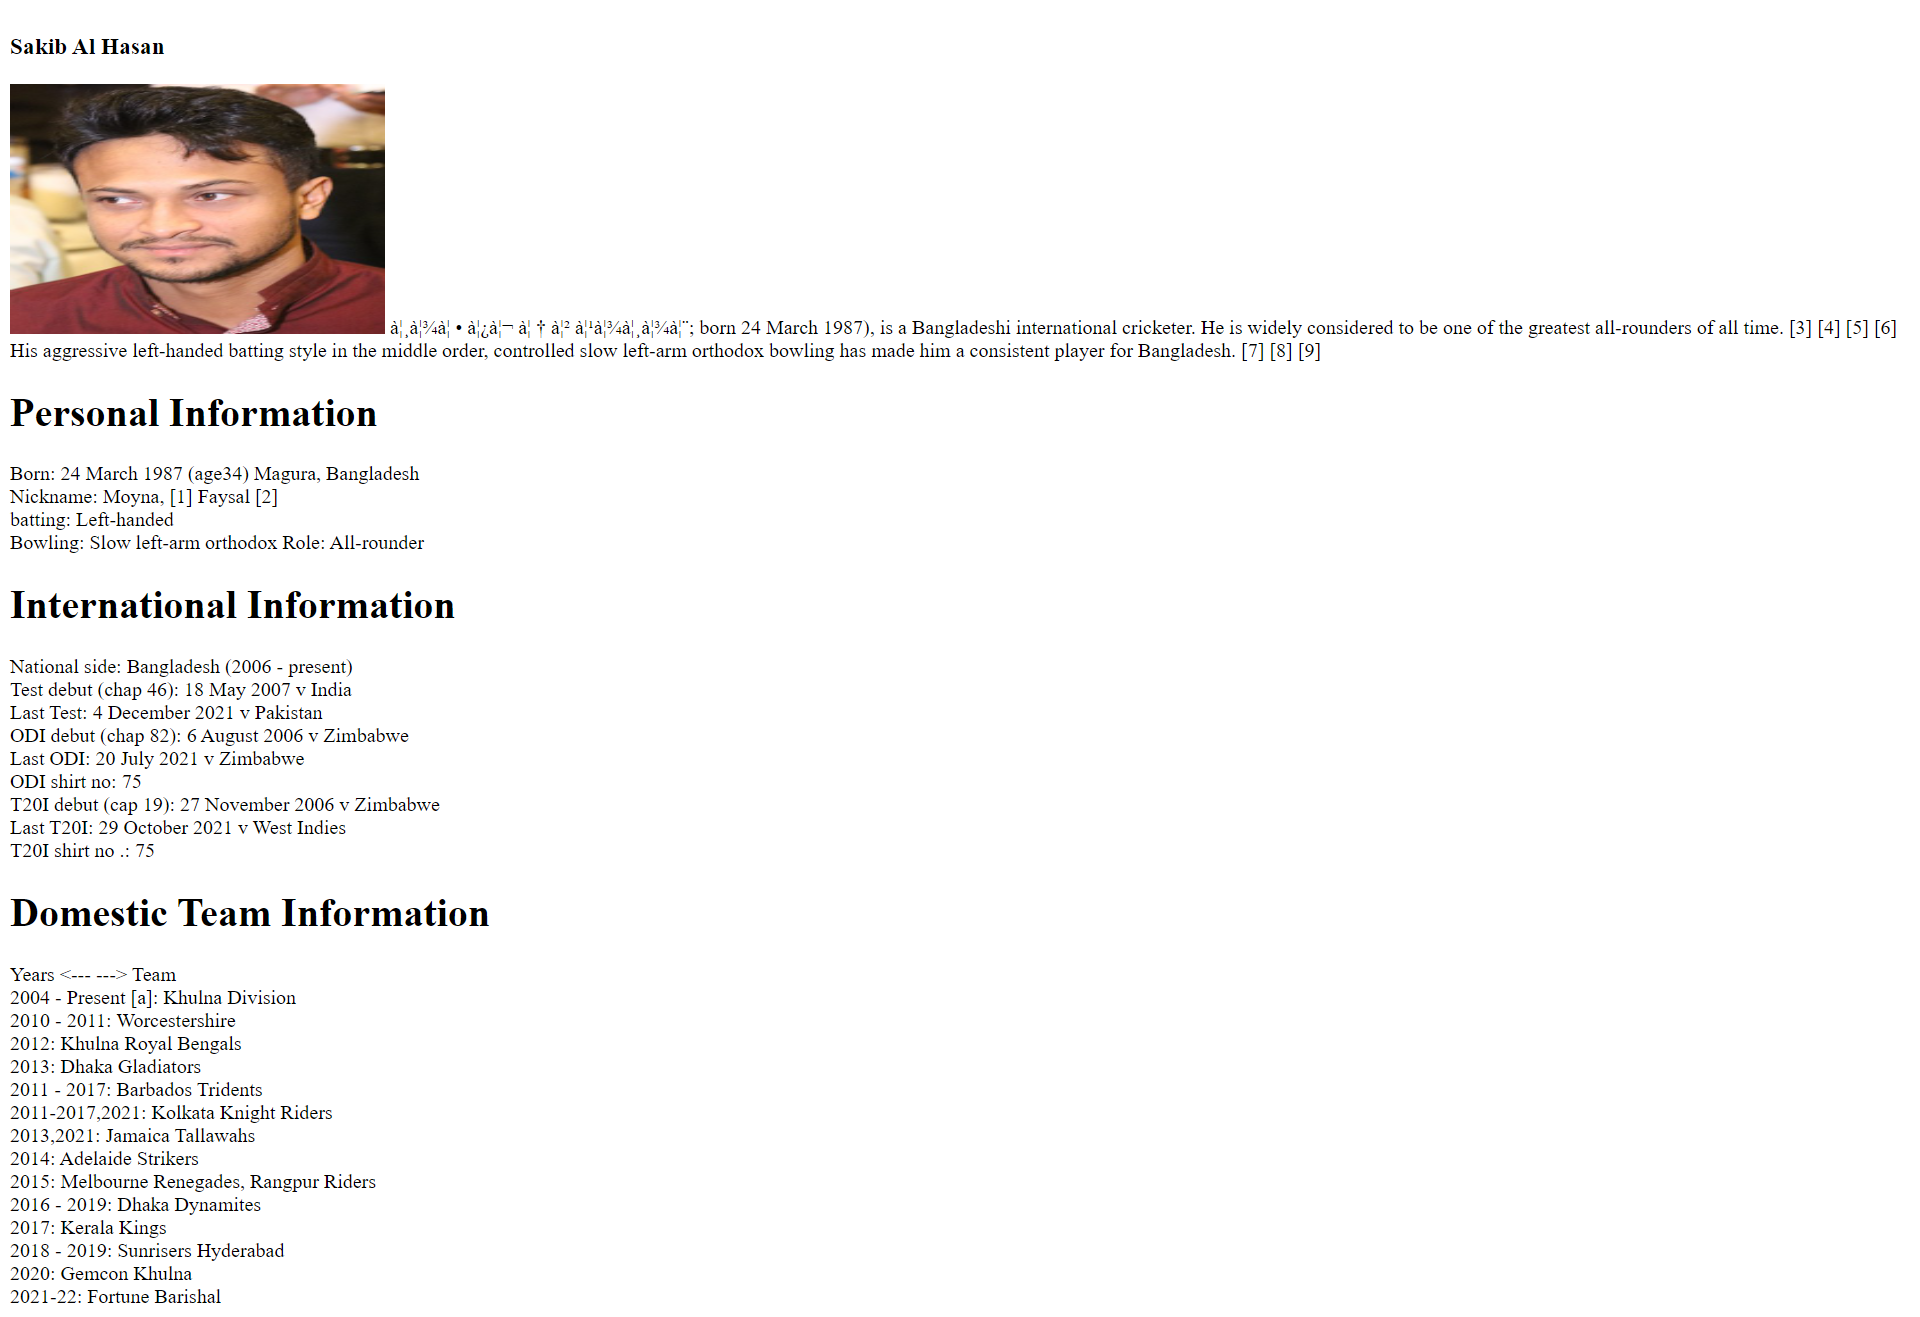 Sakib Al Hasan
à¦¸à¦¾à¦ • à¦¿à¦¬ à¦ † à¦² à¦¹à¦¾à¦¸à¦¾à¦¨; born 24 March 1987), is a Bangladeshi international cricketer. He is widely considered to be one of the greatest all-rounders of all time. [3] [4] [5] [6]
His aggressive left-handed batting style in the middle order, controlled slow left-arm orthodox bowling has made him a consistent player for Bangladesh. [7] [8] [9]
Personal Information
Born: 24 March 1987 (age34) Magura, Bangladesh
Nickname: Moyna, [1] Faysal [2]
batting: Left-handed
Bowling: Slow left-arm orthodox Role: All-rounder
International Information
National side: Bangladesh (2006 - present)
Test debut (chap 46): 18 May 2007 v India
Last Test: 4 December 2021 v Pakistan
ODI debut (chap 82): 6 August 2006 v Zimbabwe
Last ODI: 20 July 2021 v Zimbabwe
ODI shirt no: 75
T20I debut (cap 19): 27 November 2006 v Zimbabwe
Last T20I: 29 October 2021 v West Indies
T20I shirt no .: 75
Domestic Team Information
Years <--- ---> Team
2004 - Present [a]: Khulna Division
2010 - 2011: Worcestershire
2012: Khulna Royal Bengals
2013: Dhaka Gladiators
2011 - 2017: Barbados Tridents
2011-2017,2021: Kolkata Knight Riders
2013,2021: Jamaica Tallawahs
2014: Adelaide Strikers
2015: Melbourne Renegades, Rangpur Riders
2016 - 2019: Dhaka Dynamites
2017: Kerala Kings
2018 - 2019: Sunrisers Hyderabad
2020: Gemcon Khulna
2021-22: Fortune Barishal